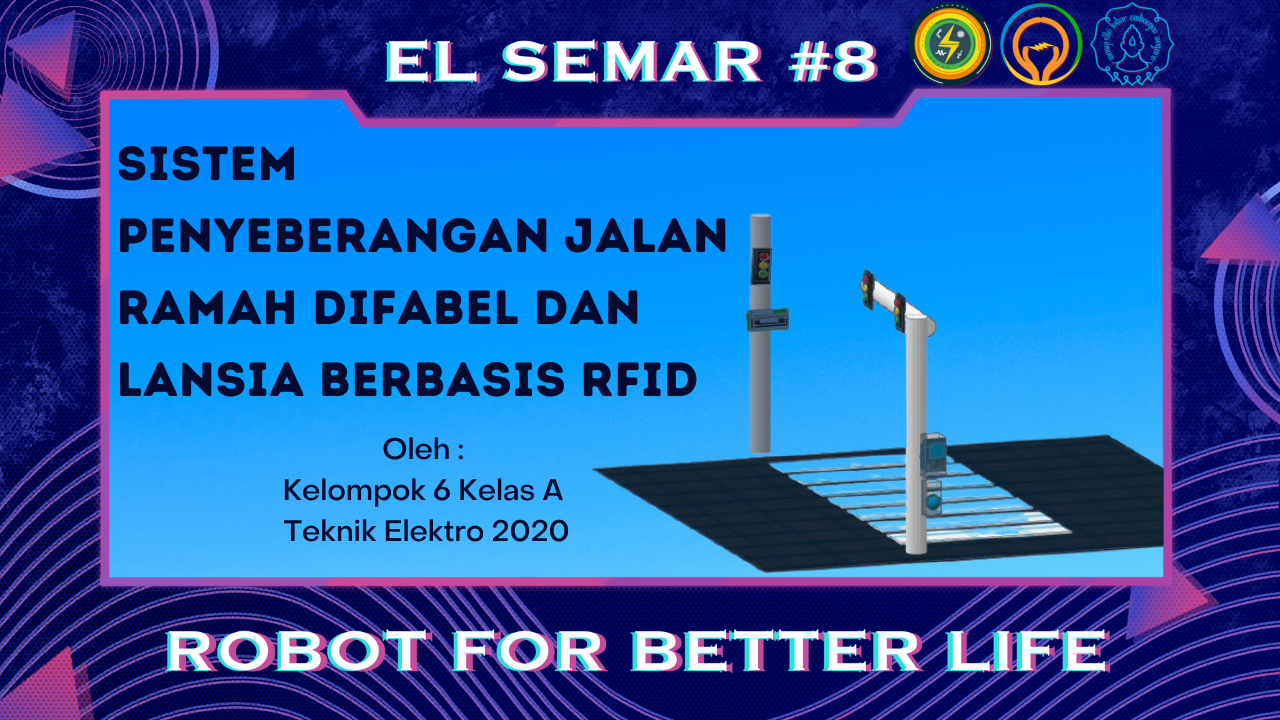 EL SEMAR #8
SISTEM
PENYEBERANGAN JALAN
RAMAH DIFABEL DAN
LANSIA BERBASIS RFID
Oleh :
Kelompok 6 Kelas A
Teknik Elektro 2020
ROBOT FOR BETTER LIFE